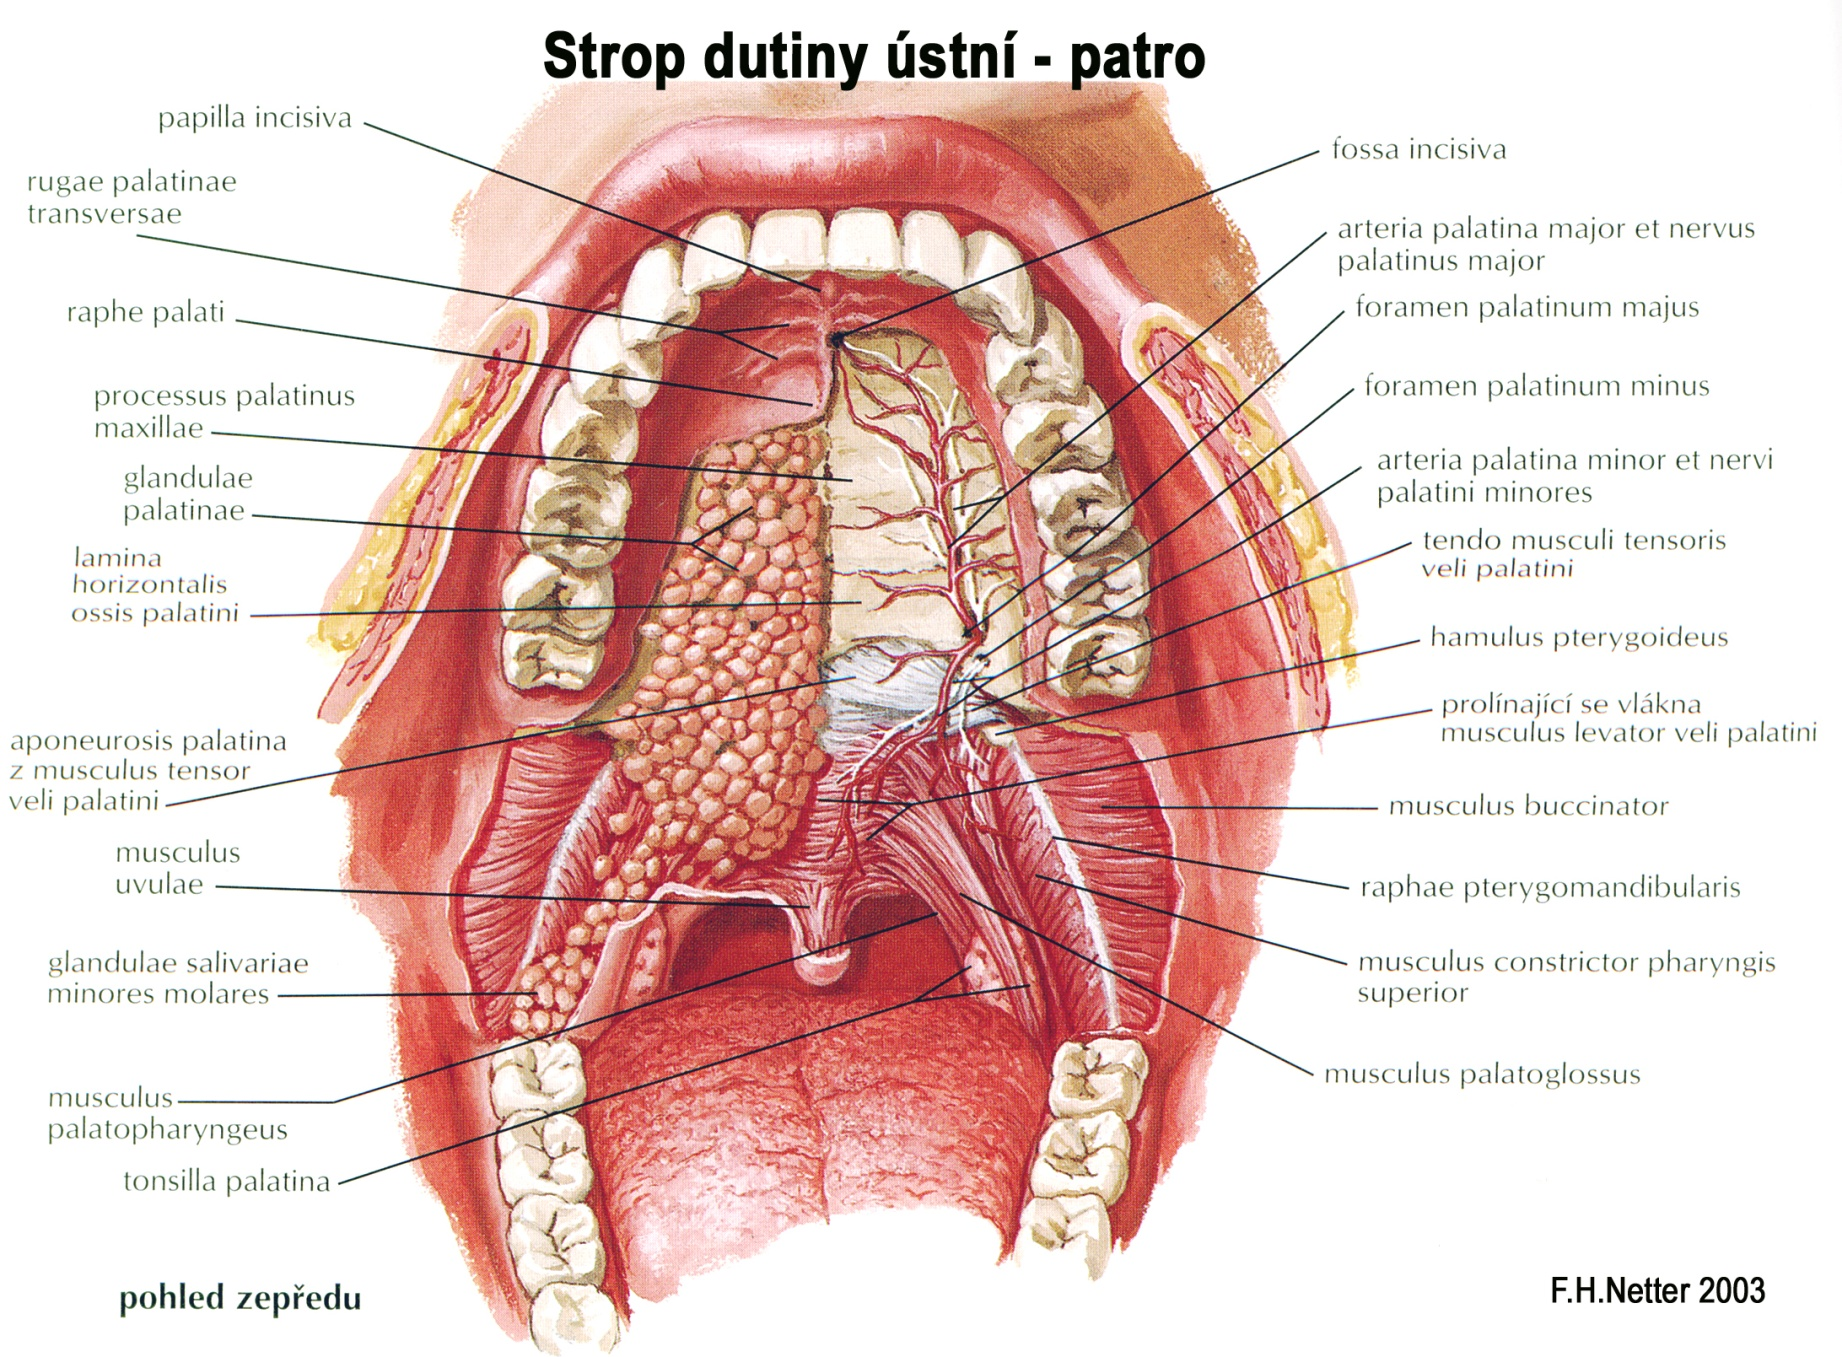 Strop dutiny ústní - patro
papilla incisiva
rugae palatinae
transversae
raphe palati
processus palatinus
maxillae
glandulae
palatinae
lamina
horizontalis
ossis palatini
aponeurosis palatina
z musculus tensor
veli palatini
musculus
uvulae
glandulae salivariae
minores molares
musculus
palatopharyngeus
tonsilla palatina
pohled zepředu
fossa incisiva
arteria palatina major et nervus
palatinus major
foramen palatinum majus
foramen palatinum minus
arteria palatina minor et nervi
palatini minores
tendo musculi tensoris
veli palatini
hamulus pterygoideus
prolínající se vlákna
musculus levator veli palatini
musculus buccinator
raphae pterygomandibularis
musculus constrictor pharyngis
superior
musculus palatoglossus
F.H.Netter 2003